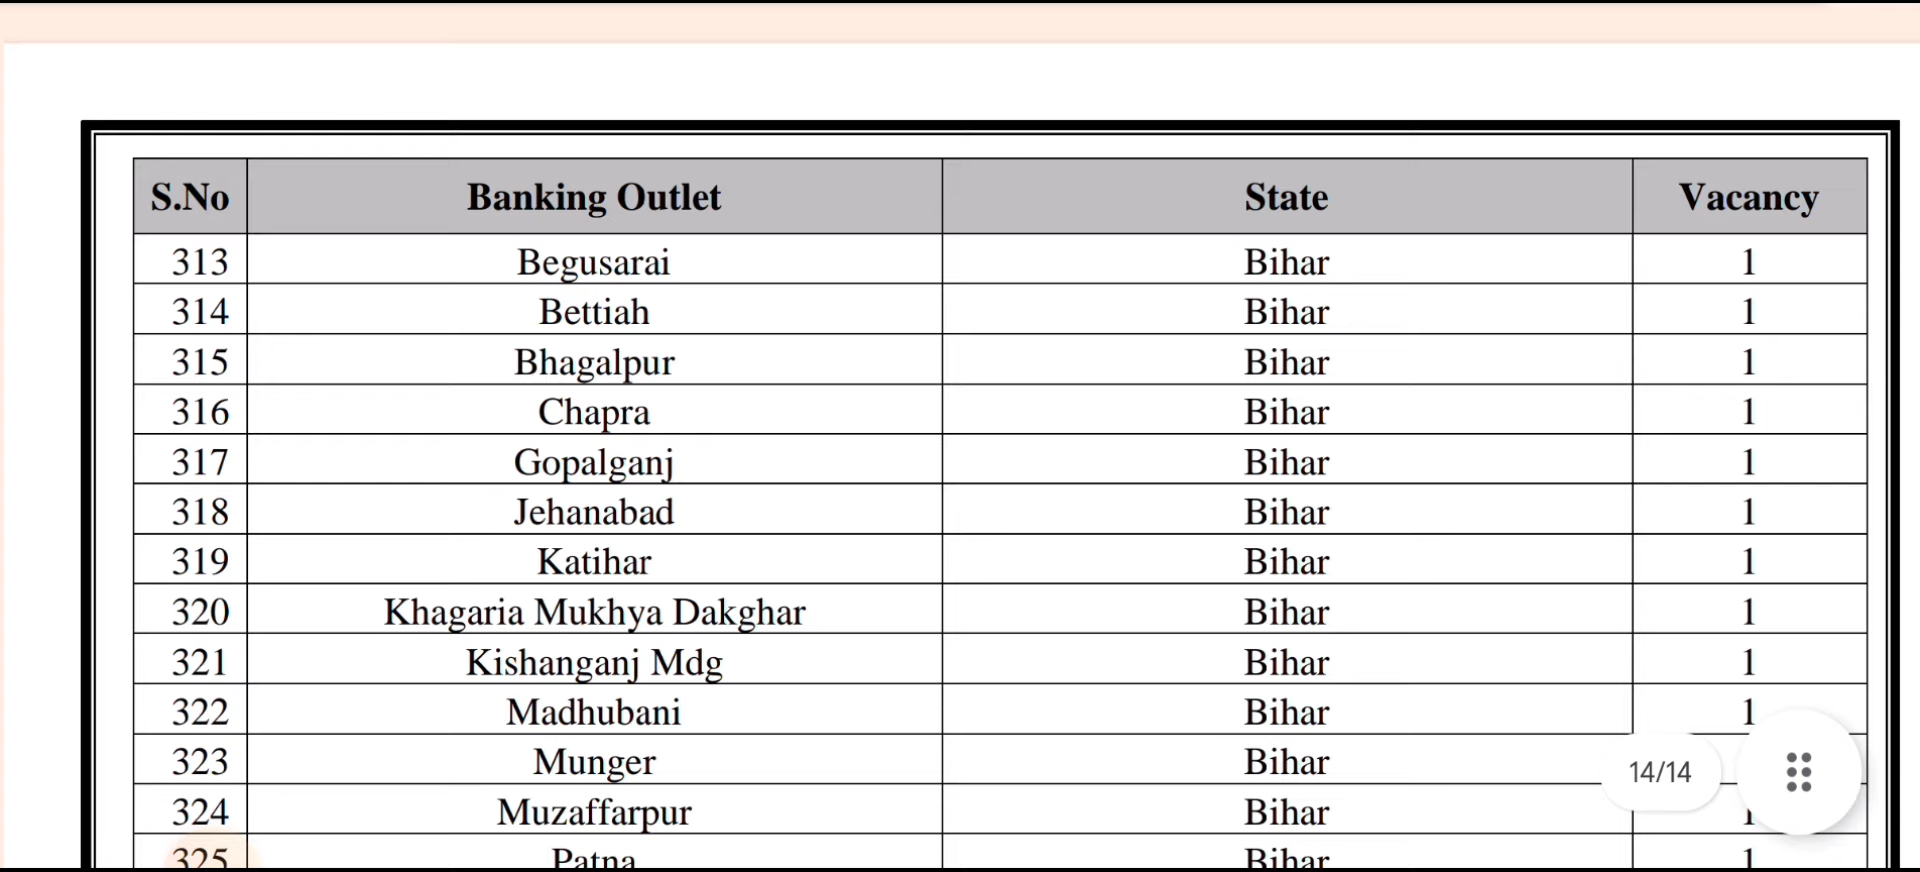 S.No Banking Outlet State Vacancy
313 Begusarai Bihar 1
314 Bettiah Bihar 1
315 Bhagalpur Bihar 1
316 Chapra Bihar 1
317 Gopalganj Bihar 1
318 Jehanabad Bihar 1
319 Katihar Bihar 1
320 Khagaria Mukhya Dakghar Bihar 1
321 Kishanganj Mdg Bihar 1
322 Madhubani Bihar 1
323 Munger Bihar
14/14
324 Muzaffarpur Bihar 1
325 Patna Bihar 1